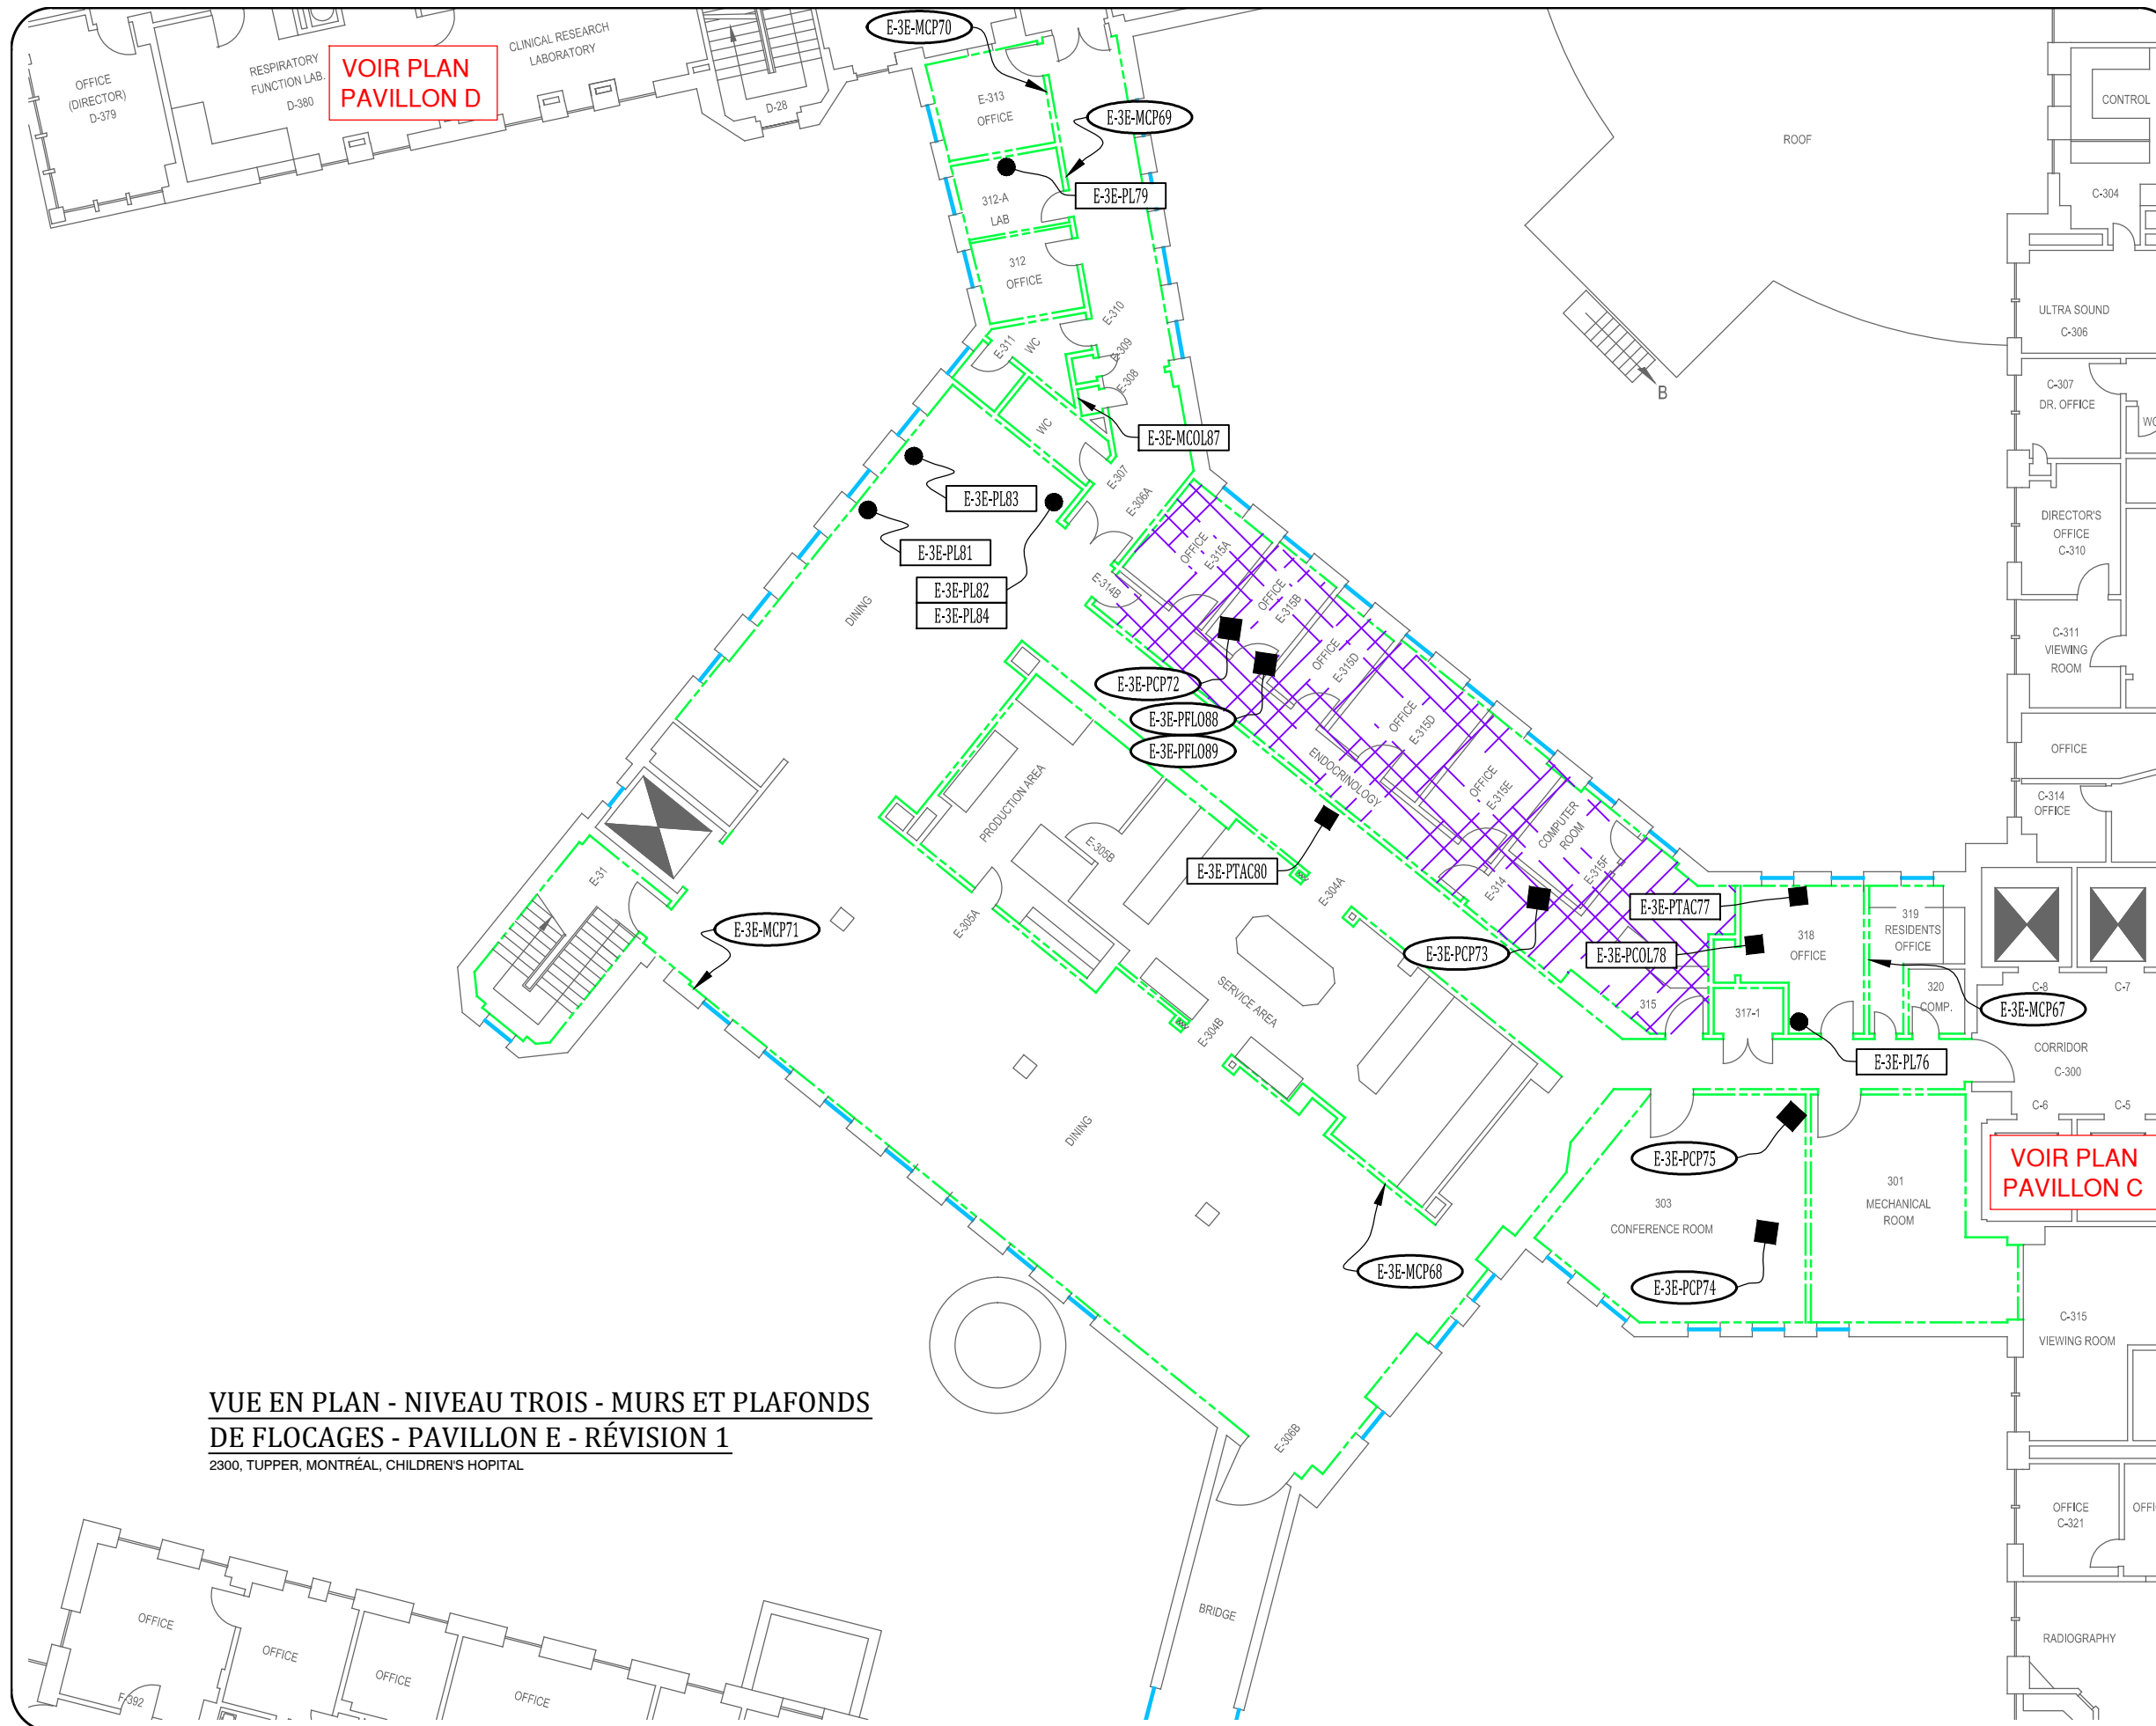 E-3E-MCP70
CLINICAL RESEARCH
LABORATORY
RESPIRATORY
FUNCTION LAB.
D-380
OFFICE
(DIRECTOR)
D-379
VOIR PLAN
PAVILLON D
D-28
E-313
OFFICE
E-3E-MCP69
E-3E-PL79
312-A
LAB
312
OFFICE
E-310
E-311
WC
E-309
E-308
WC
E-3E-MCOL87
E-307
E-306A
ROOF
B
CONTROL
C-304
ULTRA SOUND
C-306
C-307
DR. OFFICE
WC
DIRECTOR'S
OFFICE
C-310
C-311
VIEWING
ROOM
OFFICE
C-314
OFFICE
E-3E-PL83
E-3E-PL81
E-3E-PL82
E-3E-PL84
DINING
OFFICE
E-315A
E-314B
OFFICE
E-315B
OFFICE
E-315D
OFFICE
E-315D
OFFICE
E-315E
COMPUTER
ROOM
E-315F
E-3E-PCP72
E-3E-PFLO88
E-3E-PFLO89
ENDOCRINOLOGY
PRODUCTION AREA
E-305B
E-3E-PTAC80
E-304A
E-314
E-31
E-305A
E-3E-MCP71
E-3E-PCP73
E-3E-PTAC77
E-3E-PCOL78
318
OFFICE
319
RESIDENTS
OFFICE
320
COMP.
315
317-1
E-3E-MCP67
E-3E-PL76
C-8
C-7
CORRIDOR
C-300
C-6
C-5
SERVICE AREA
E-304B
DINING
E-3E-PCP75
303
CONFERENCE ROOM
E-3E-PCP74
301
MECHANICAL
ROOM
VOIR PLAN
PAVILLON C
E-3E-MCP68
C-315
VIEWING ROOM
E-306B
VUE EN PLAN - NIVEAU TROIS - MURS ET PLAFONDS
DE FLOCAGES - PAVILLON E - RÉVISION 1
2300, TUPPER, MONTRÉAL, CHILDREN'S HOPITAL
OFFICE
C-321
OFFI
RADIOGRAPHY
BRIDGE
OFFICE
OFFICE
OFFICE
OFFICE
F-392